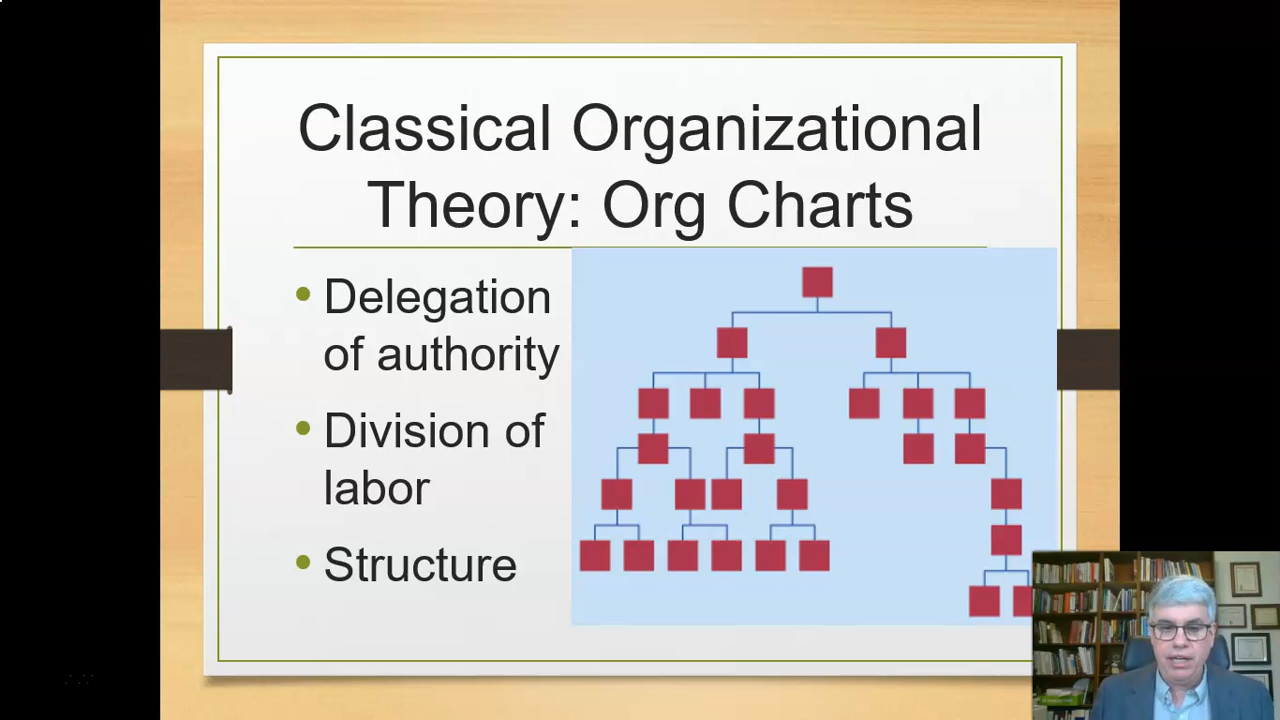 Classical Organizational
Theory: Org Charts
• Delegation
of authority
• Division of
labor
• Structure